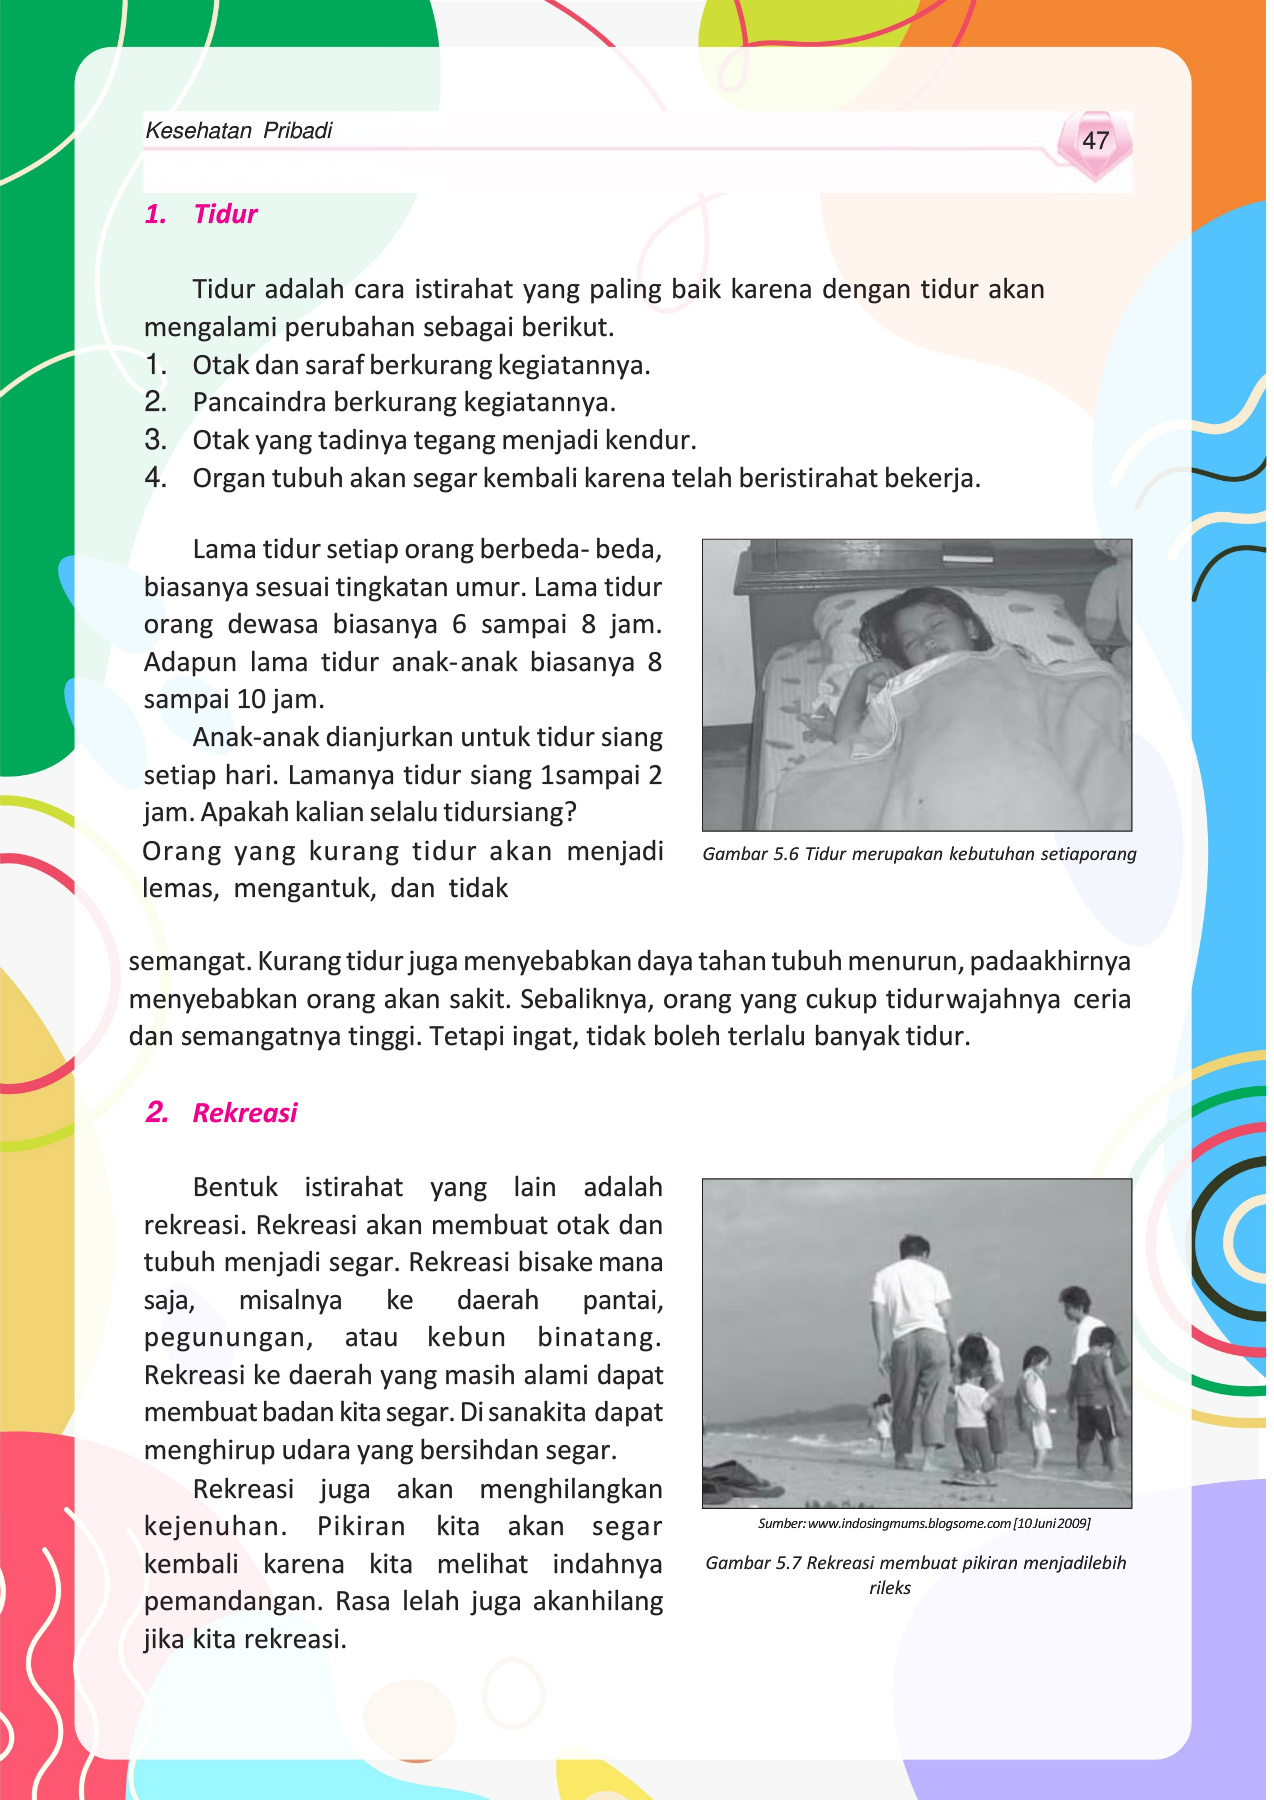 Kesehatan Pribadi
47
1. Tidur
Tidur adalah cara istirahat yang paling baik karena dengan tidur akan
mengalami perubahan sebagai berikut.
1. Otak dan saraf berkurang kegiatannya.
2. Pancaindra berkurang kegiatannya.
3. Otak yang tadinya tegang menjadi kendur.
4. Organ tubuh akan segar kembali karena telah beristirahat bekerja.
Lama tidur setiap orang berbeda- beda,
biasanya sesuai tingkatan umur. Lama tidur
orang dewasa biasanya 6 sampai 8 jam.
Adapun lama tidur anak-anak biasanya 8
sampai 10 jam.
Anak-anak dianjurkan untuk tidur siang
setiap hari. Lamanya tidur siang 1sampai 2
jam. Apakah kalian selalu tidursiang?
Orang yang kurang tidur akan menjadi
lemas, mengantuk, dan tidak
Gambar 5.6 Tidur merupakan kebutuhan setiaporang
semangat. Kurang tidur juga menyebabkan daya tahan tubuh menurun, padaakhirnya
menyebabkan orang akan sakit. Sebaliknya, orang yang cukup tidurwajahnya ceria
dan semangatnya tinggi. Tetapi ingat, tidak boleh terlalu banyak tidur.
2. Rekreasi
Bentuk istirahat yang lain adalah
rekreasi. Rekreasi akan membuat otak dan
tubuh menjadi segar. Rekreasi bisake mana
saja, misalnya ke daerah pantai,
pegunungan, atau kebun binatang.
Rekreasi ke daerah yang masih alami dapat
membuat badan kita segar. Di sanakita dapat
menghirup udara yang bersihdan segar.
Rekreasi juga akan menghilangkan
kejenuhan. Pikiran kita akan segar
kembali karena kita melihat indahnya
pemandangan. Rasa lelah juga akanhilang
jika kita rekreasi.
Sumber: www.indosingmums.blogsome.com [10 Juni 2009]
Gambar 5.7 Rekreasi membuat pikiran menjadilebih
rileks